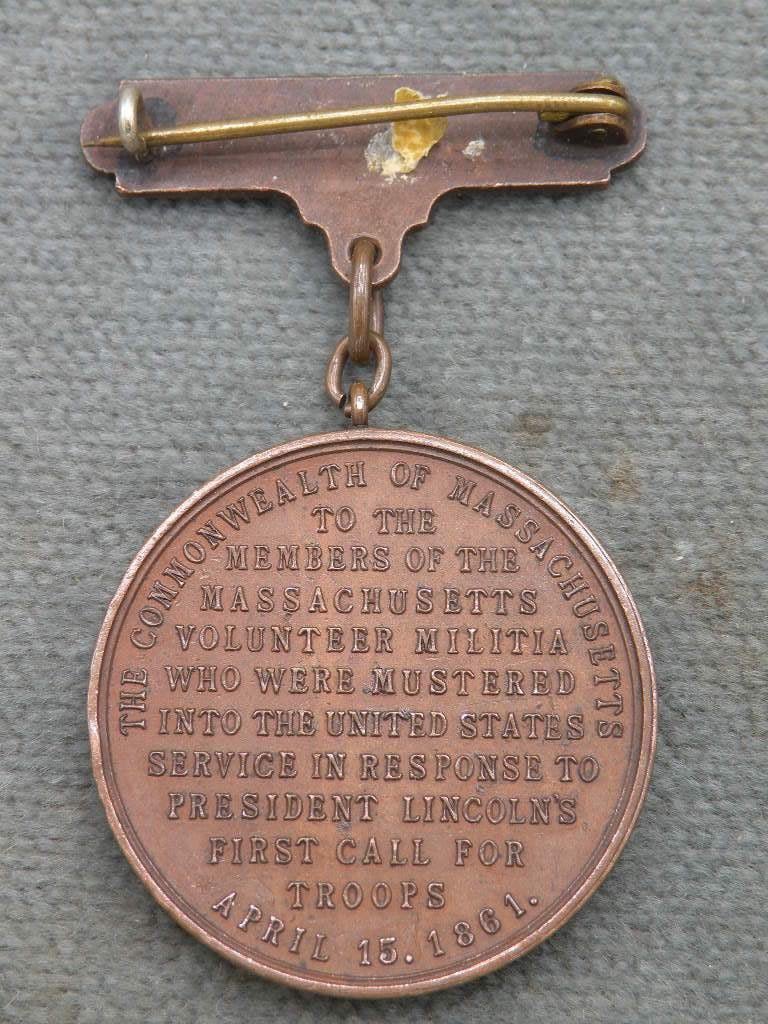 THE COMMONWEALTH OF MASSACHUSETTS
TO THE
MEMBERS OF THE
MASSACHUSETTS
VOLUNTEER MILITIA
WHO WERE MUSTERED
INTO THE UNITED STATES
SERVICE IN RESPONSE TO
PRESIDENT LINCOLN'S
FIRST CALL FOR
TROOPS
APRIL 15. 1861.